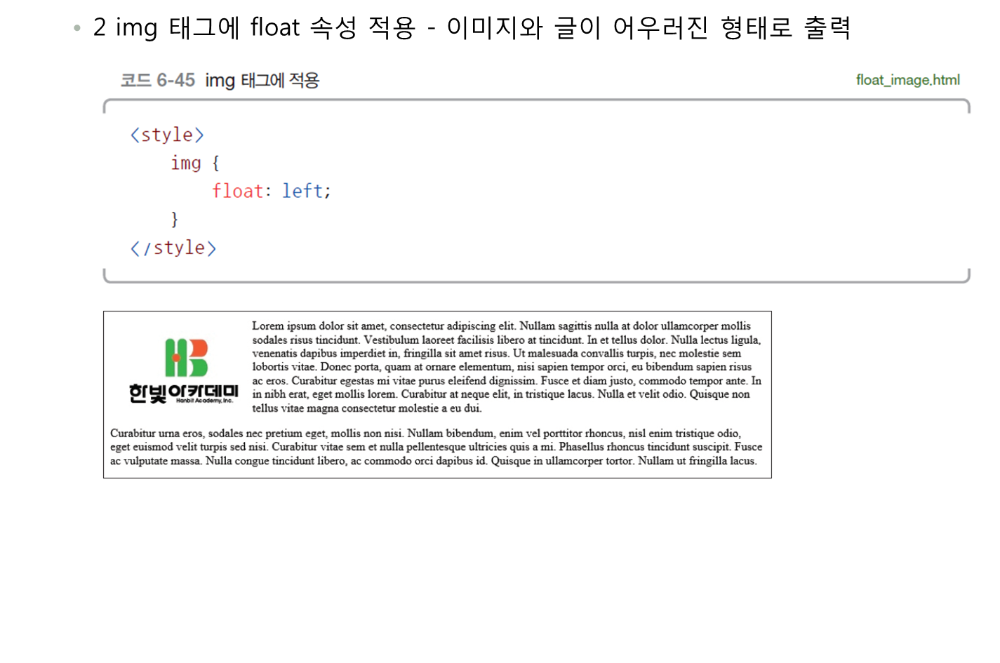 • 2 img 태그에 float 속성 적용 - 이미지와 글이 어우러진 형태로 출력
코드 6-45 img 태그에 적용
float_image.html
<style>
img {
float: left;
}
</style>
한빛아카데미
Hanbit Academy, Inc.
Lorem ipsum dolor sit amet, consectetur adipiscing elit. Nullam sagittis nulla at dolor ullamcorper mollis
sodales risus tincidunt. Vestibulum laoreet facilisis libero at tincidunt. In et tellus dolor. Nulla lectus ligula,
venenatis dapibus imperdiet in, fringilla sit amet risus. Ut malesuada convallis turpis, nec molestie sem
lobortis vitae. Donec porta, quam at ornare elementum, nisi sapien tempor orci, eu bibendum sapien risus
ac eros. Curabitur egestas mi vitae purus eleifend dignissim. Fusce et diam justo, commodo tempor ante. In
in nibh erat, eget mollis lorem. Curabitur at neque elit, in tristique lacus. Nulla et velit odio. Quisque non
tellus vitae magna consectetur molestie a eu dui.
Curabitur urna eros, sodales nec pretium eget, mollis non nisi. Nullam bibendum, enim vel porttitor rhoncus, nisl enim tristique odio,
eget euismod velit turpis sed nisi. Curabitur vitae sem et nulla pellentesque ultricies quis a mi. Phasellus rhoncus tincidunt suscipit. Fusce
ac vulputate massa. Nulla congue tincidunt libero, ac commodo orci dapibus id. Quisque in ullamcorper tortor. Nullam ut fringilla lacus.